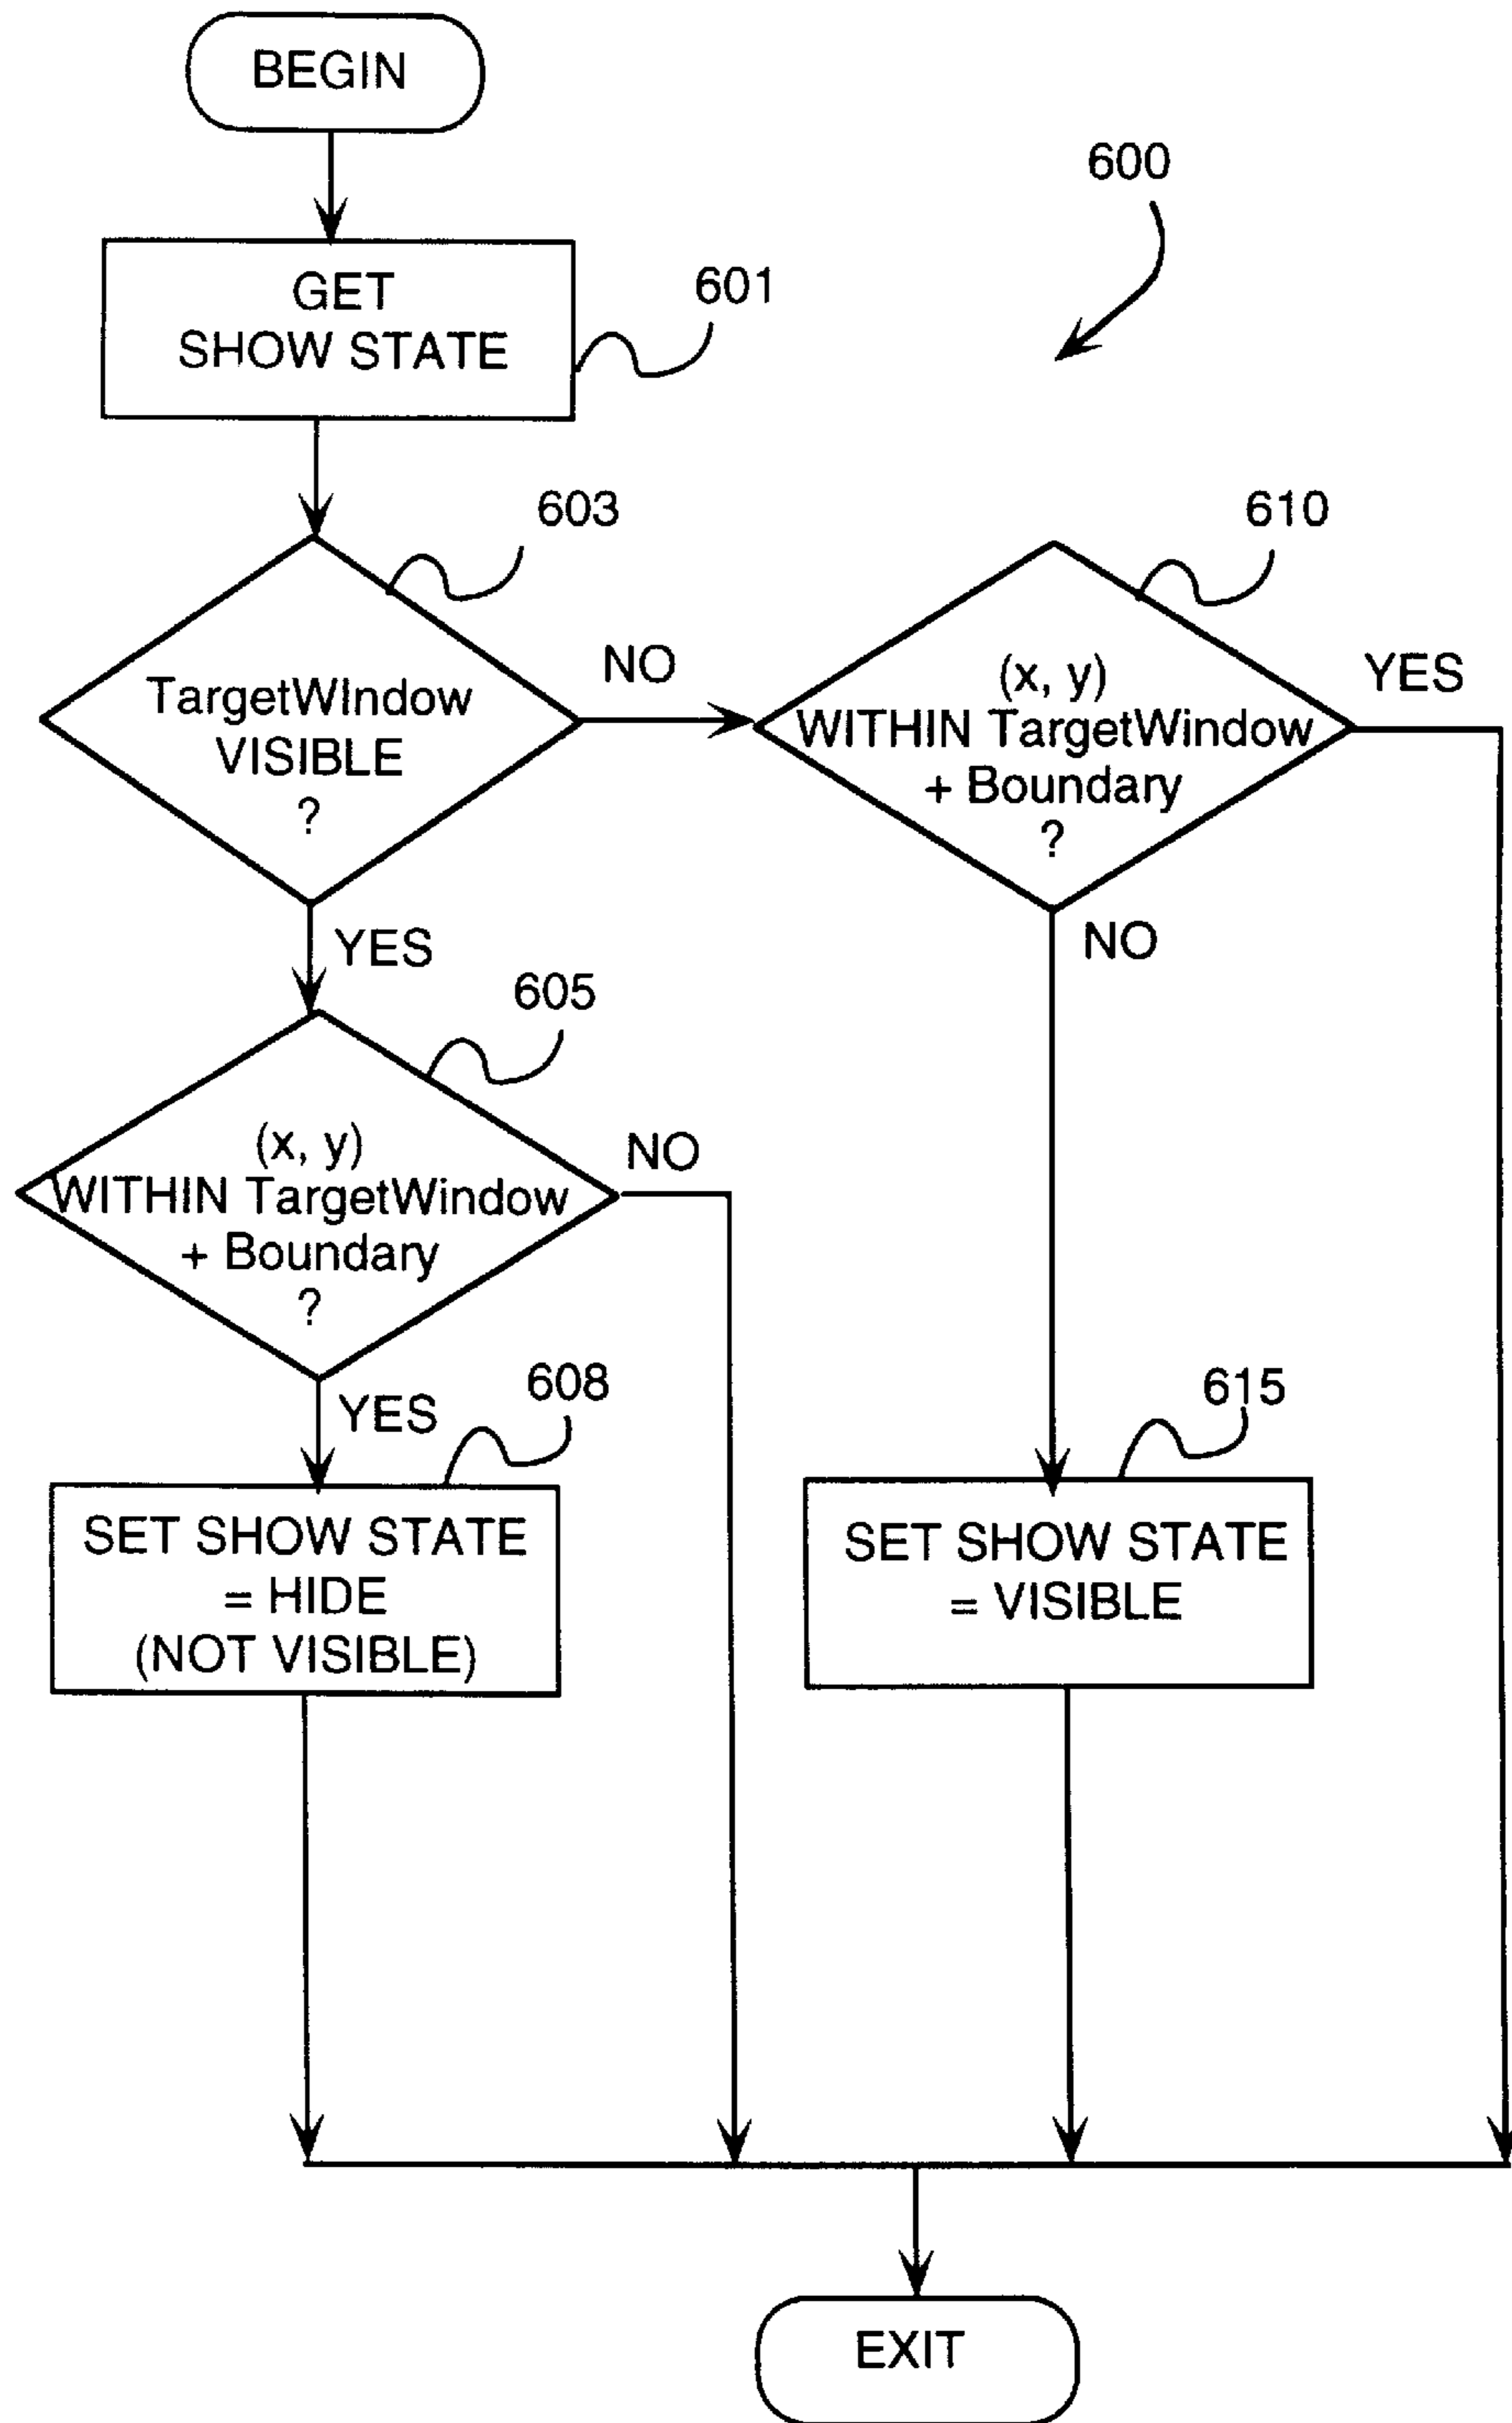 BEGIN
600
GET
SHOW STATE
601
603
TargetWIndow
VISIBLE
?
NO
610
(x, y)
WITHIN TargetWindow
+ Boundary
?
YES
NO
YES
605
(x, y)
WITHIN TargetWindow
+ Boundary
?
NO
YES
608
SET SHOW STATE
= HIDE
(NOT VISIBLE)
615
SET SHOW STATE
= VISIBLE
EXIT